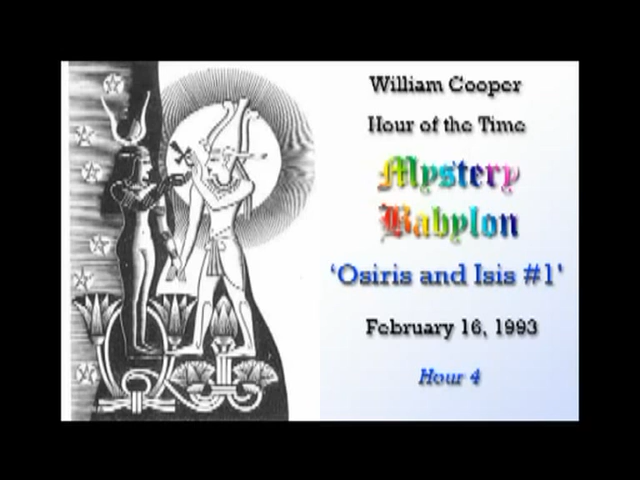 William Cooper
Hour of the Time
Mystery
Babylon
‘Osiris and Isis #1’
February 16, 1993
Hour 4